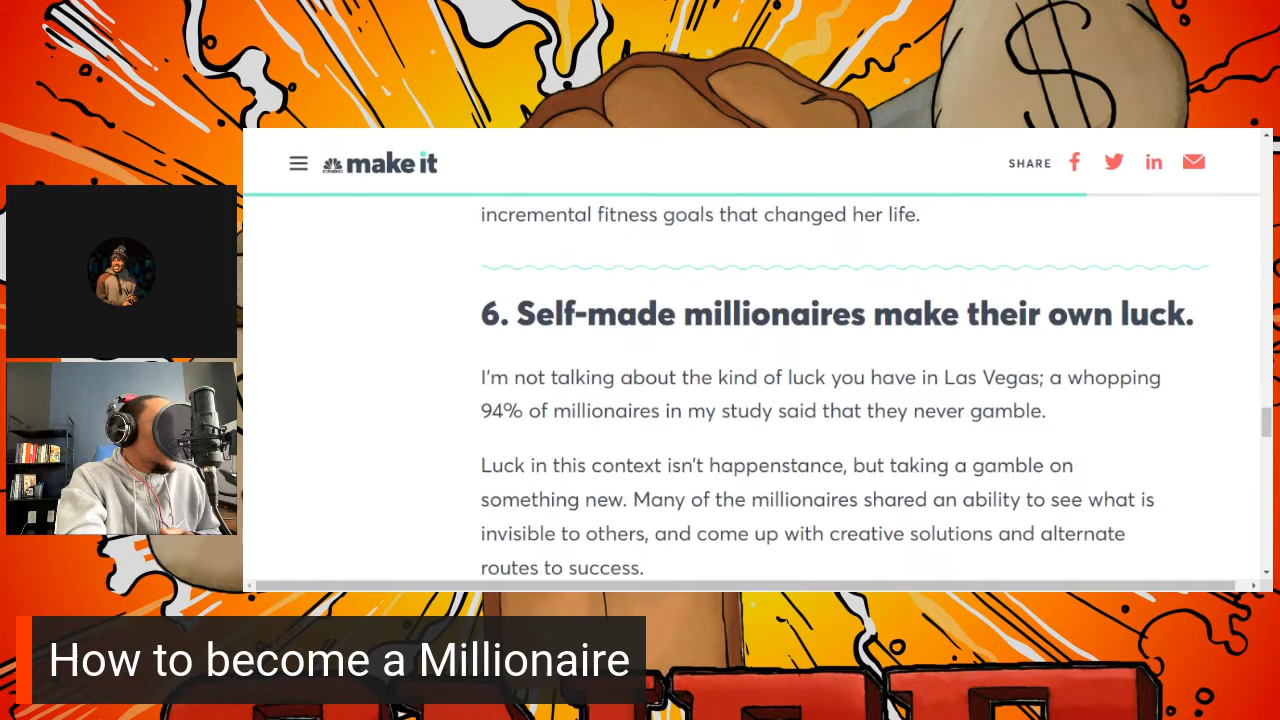 make it
SHARE
incremental fitness goals that changed her life.
6. Self-made millionaires make their own luck.
I'm not talking about the kind of luck you have in Las Vegas; a whopping
94% of millionaires in my study said that they never gamble.
Luck in this context isn't happenstance, but taking a gamble on
something new. Many of the millionaires shared an ability to see what is
invisible to others, and come up with creative solutions and alternate
routes to success.
How to become a Millionaire